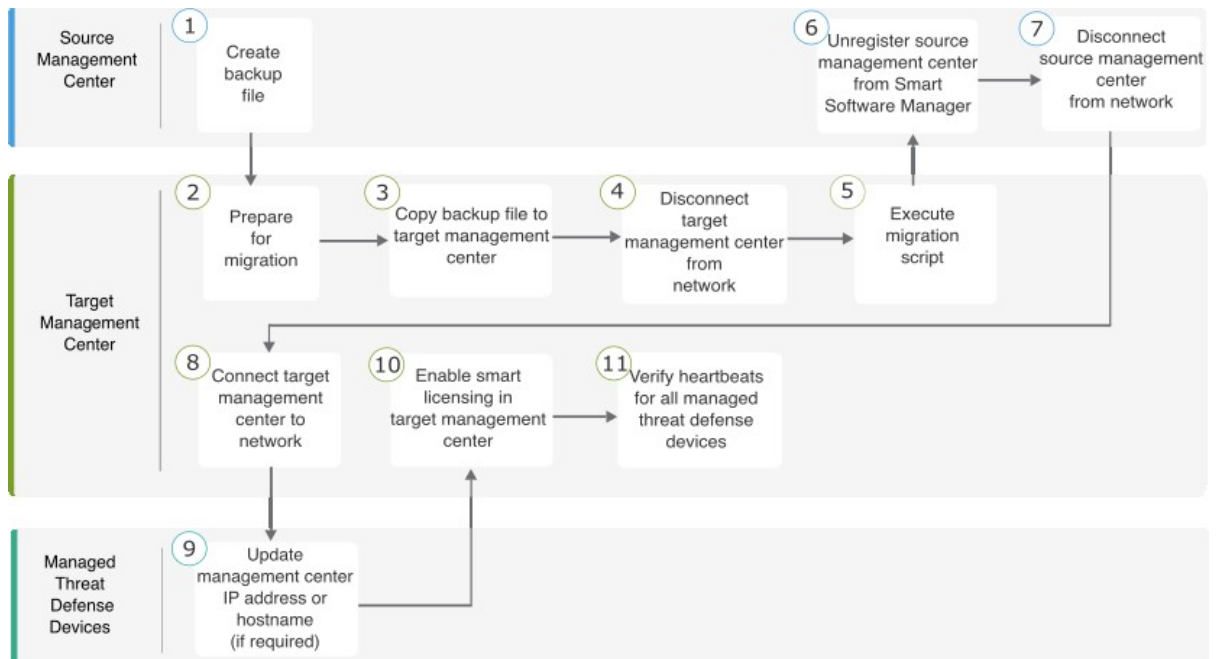 Source
Management
Center
1
Create
backup
file
6
Unregister source
management center
from Smart
Software Manager
7
Disconnect
source management
center
from network
Target
Management
Center
2
Prepare
for
migration
3
Copy backup file to
target management
center
4
Disconnect
target
management center
from
network
5
Execute
migration
script
8
Connect target
management
center to
network
10
Enable smart
licensing in
target management
center
11
Verify heartbeats
for all managed
threat defense
devices
Managed
Threat
Defense
Devices
9
Update
management center
IP address or
hostname
(if required)